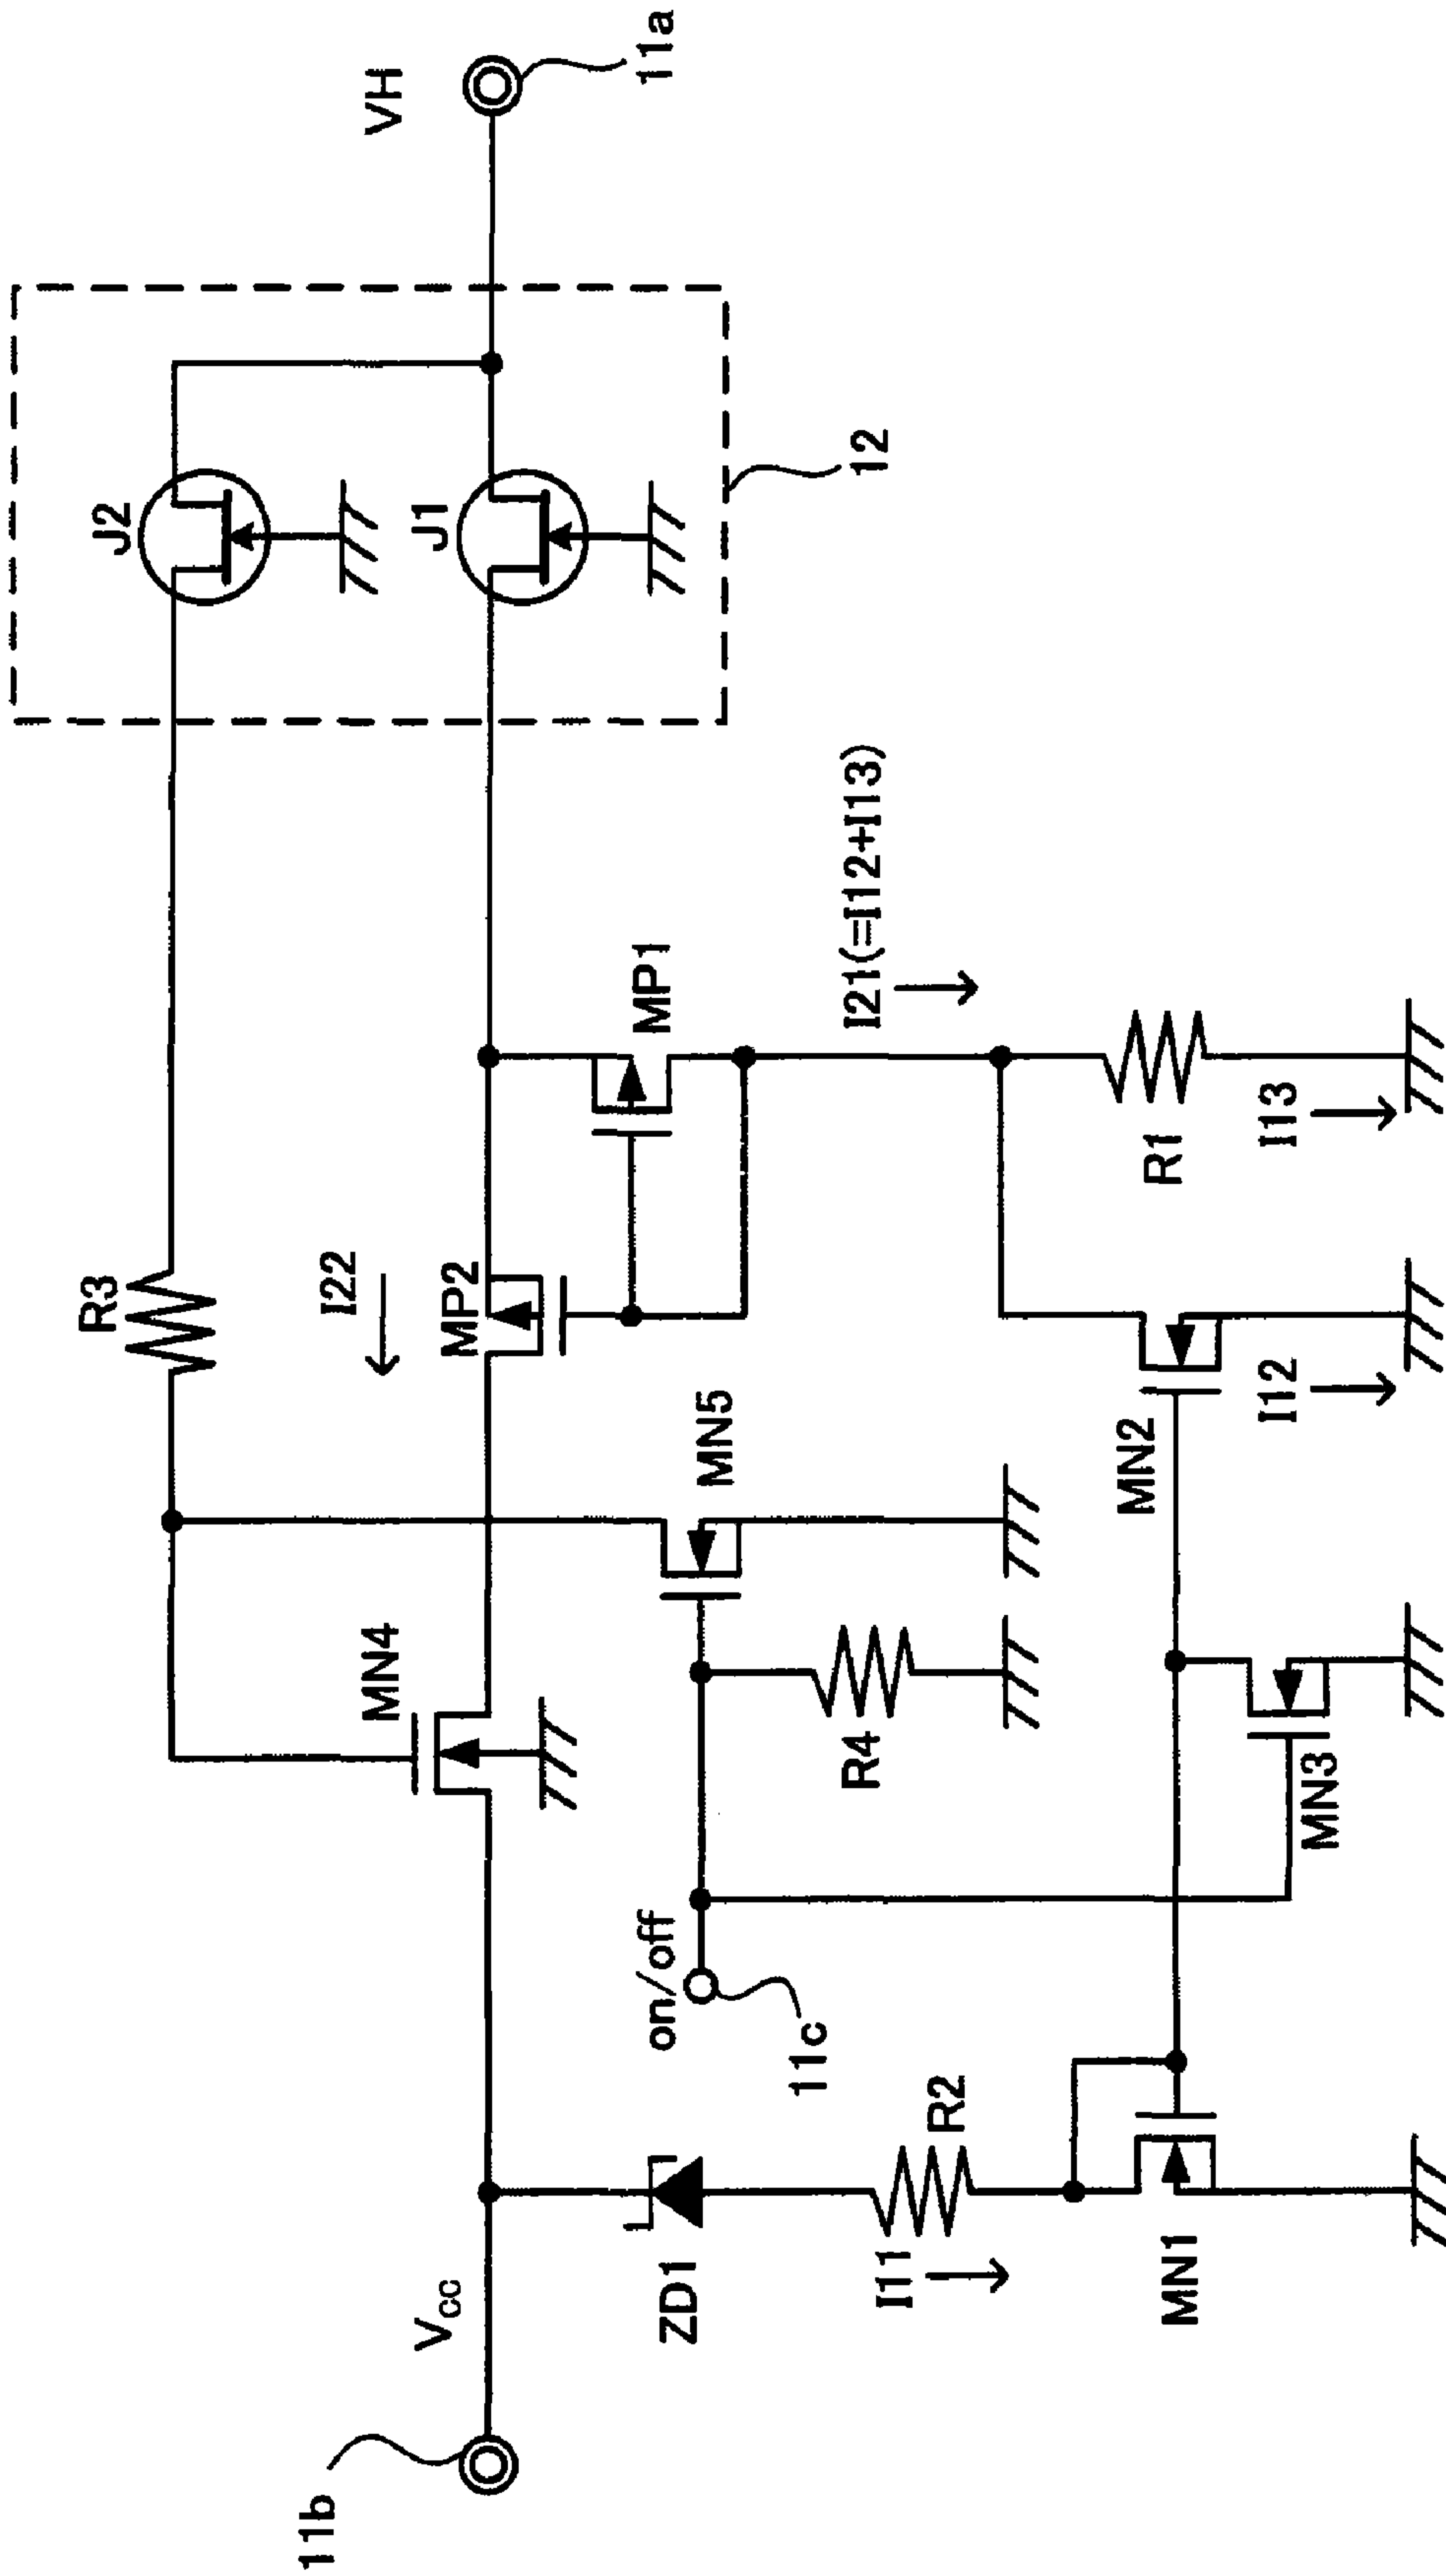 11b
VCC
ZD1
I11
R2
MN1
on/off
11c
MN4
R4
MN3
MN5
MN2
I12
R3
I22
MP2
MP1
I21(=I12+I13)
R1
I13
J2
J1
12
VH
11a